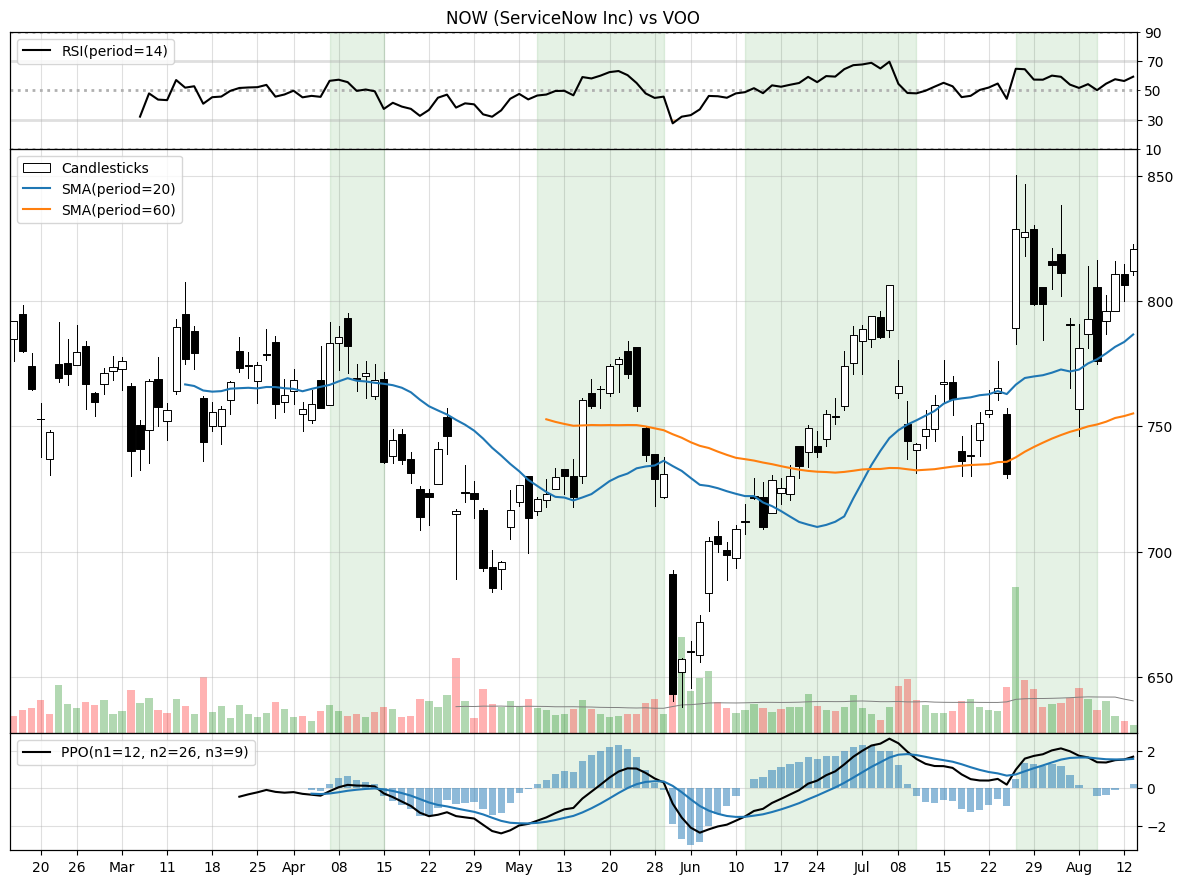 NOW (ServiceNow Inc) vs VOO
RSI(period=14)
90
70
50
30
10
Candlesticks
SMA(period=20)
SMA(period=60)
850
800
750
700
650
PPO(n1=12, n2=26, n3=9)
2
0
−2
20 26 Mar 11 18 25 Apr 08 15 22 29 May 13 20 28 Jun 10 17 24 Jul 08 15 22 29 Aug 12